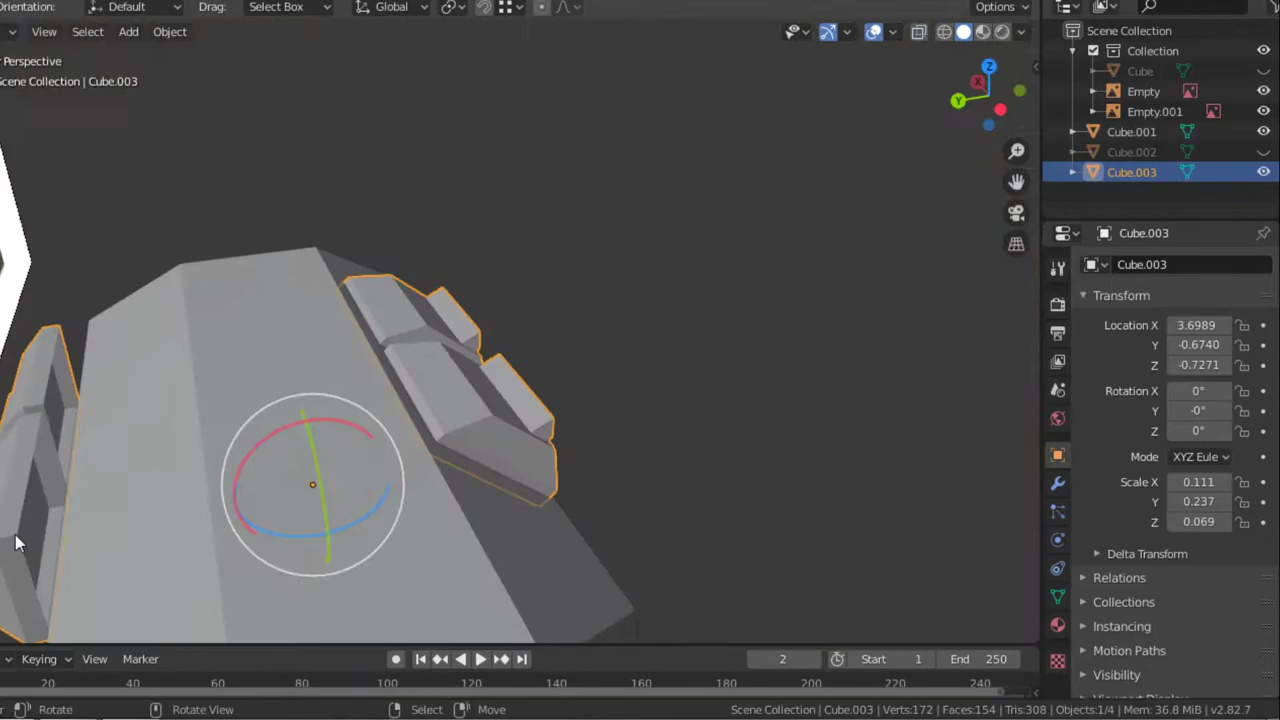 Orientation: Default Drag: Select Box Global Options
View Select Add Object
Perspective
Scene Collection | Cube.003
Z
X
Y
Scene Collection
Collection
Cube
Empty
Empty.001
Cube.001
Cube.002
Cube.003
Cube.003
Cube.003
Transform
Location X 3.6989
Y -0.6740
Z -0.7271
Rotation X 0°
Y -0°
Z 0°
Mode XYZ Eule
Scale X 0.111
Y 0.237
Z 0.069
Delta Transform
Relations
Collections
Instancing
Motion Paths
Visibility
Keying View Marker 2 Start 1 End 250
20 40 60 80 100 120 140 160 180 200 220 240
Rotate Rotate View Select Move Scene Collection | Cube.003 | Verts:172 | Faces:154 | Tris:308 | Objects:1/4 | Mem: 36.8 MiB | v2.82.7